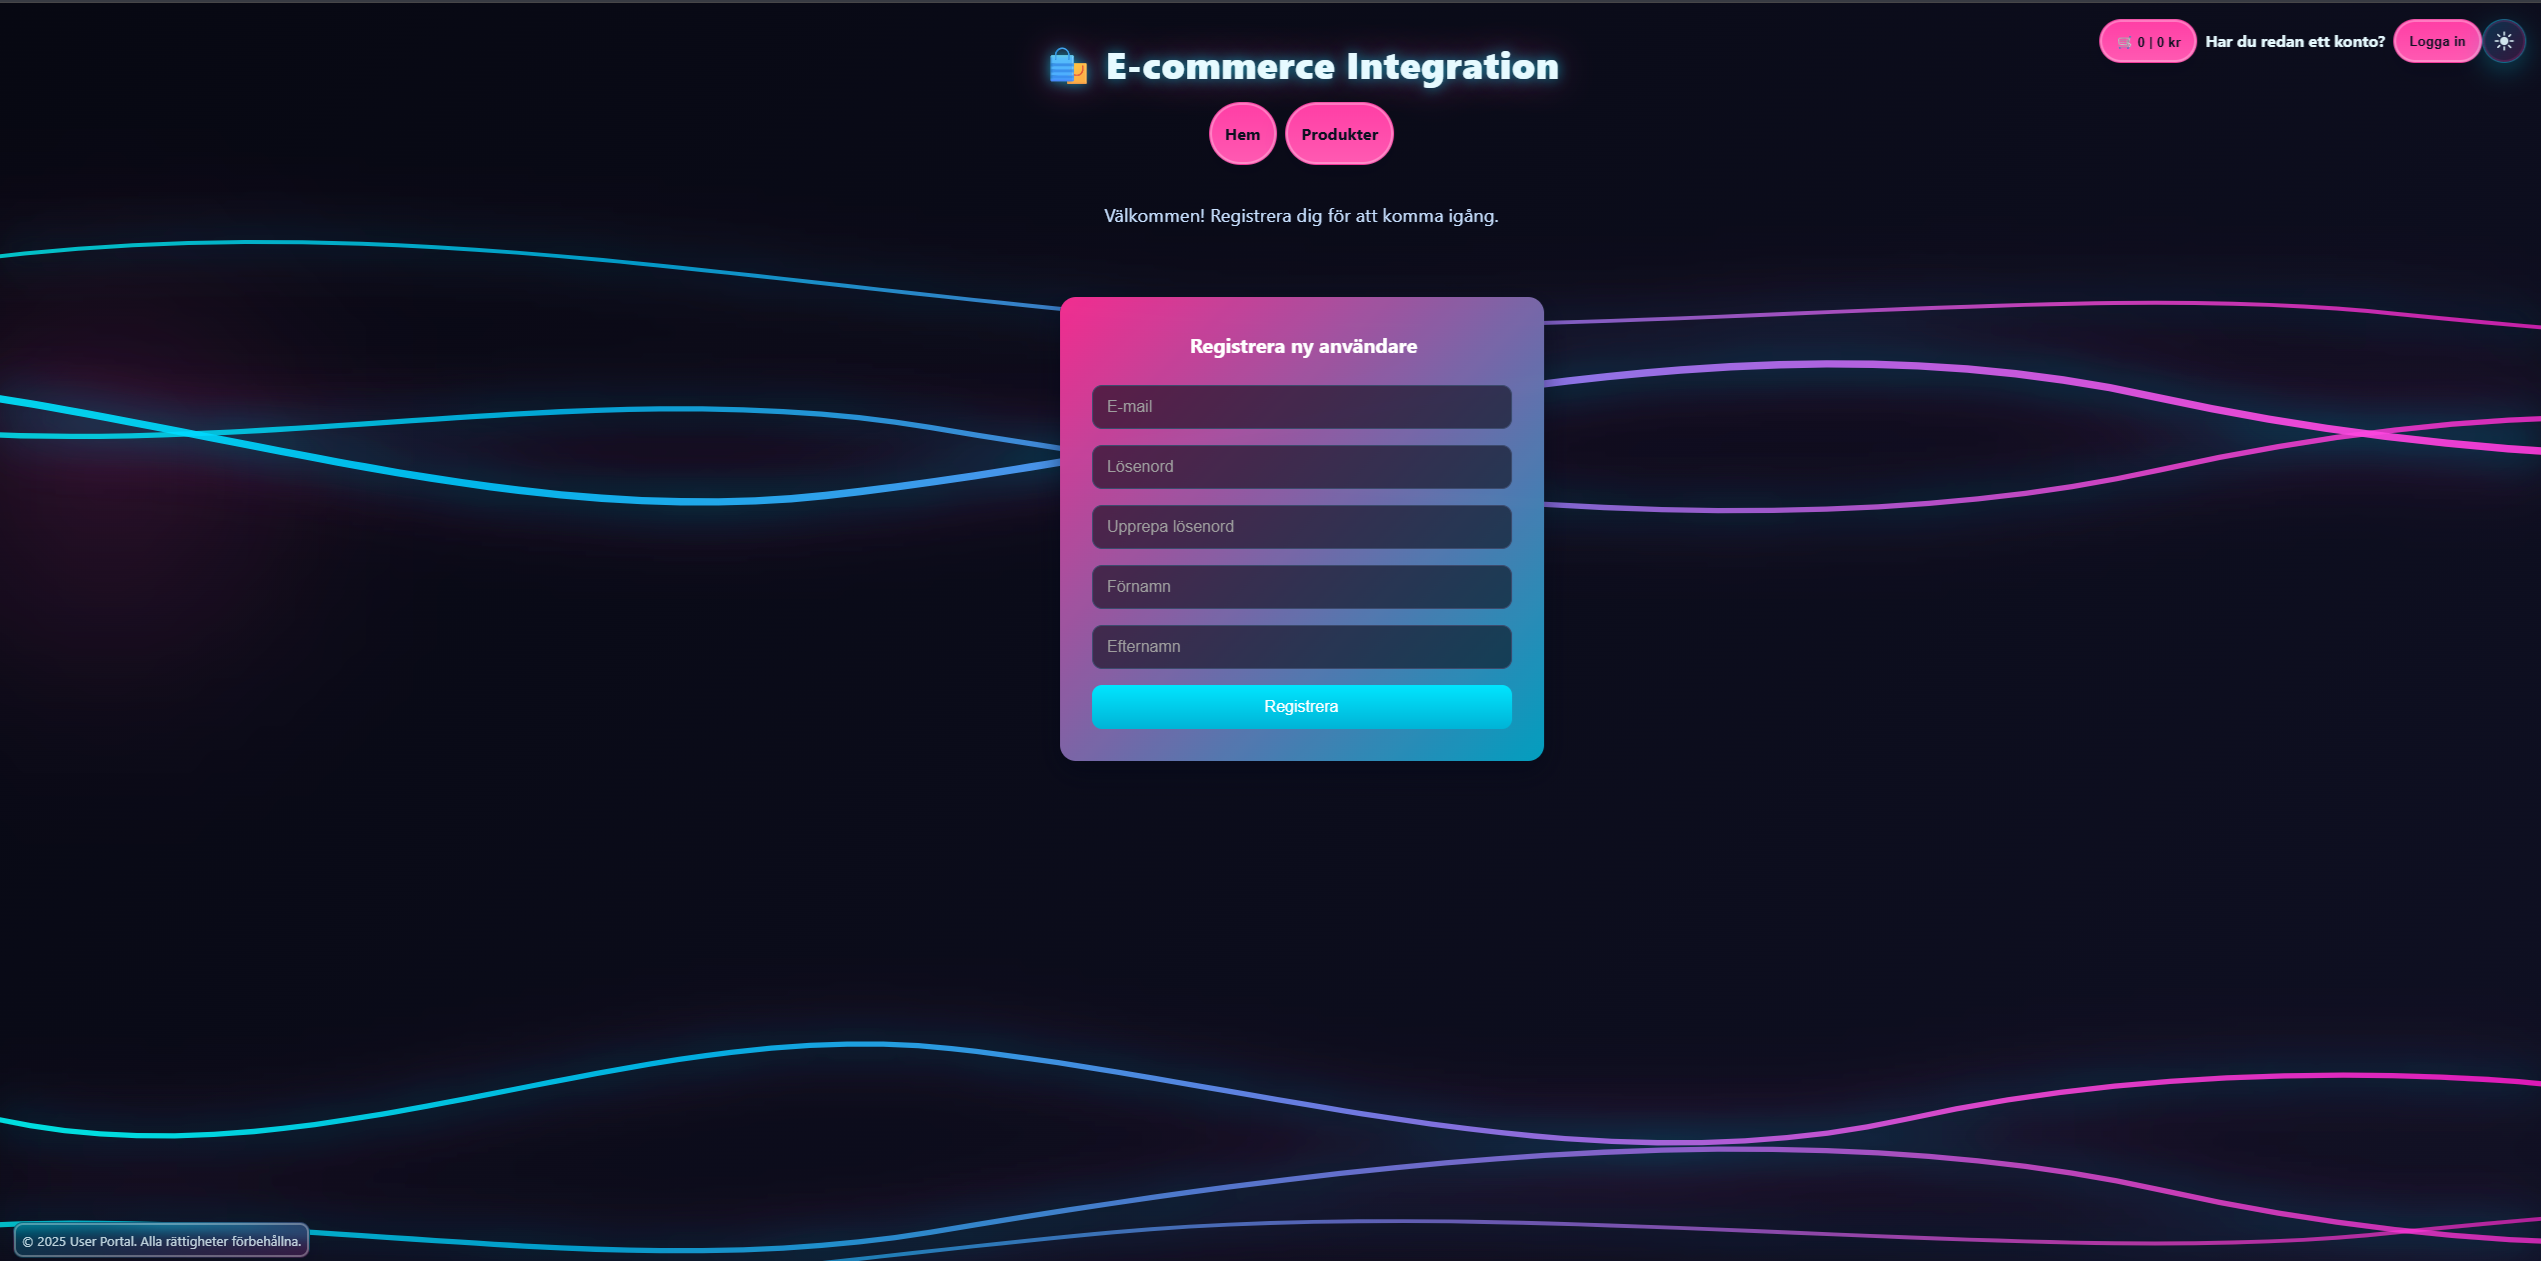 0 | 0 kr
Har du redan ett konto?
Logga in
E-commerce Integration
Hem
Produkter
Välkommen! Registrera dig för att komma igång.
Registrera ny användare
E-mail
Lösenord
Upprepa lösenord
Förnamn
Efternamn
Registrera
© 2025 User Portal. Alla rättigheter förbehållna.